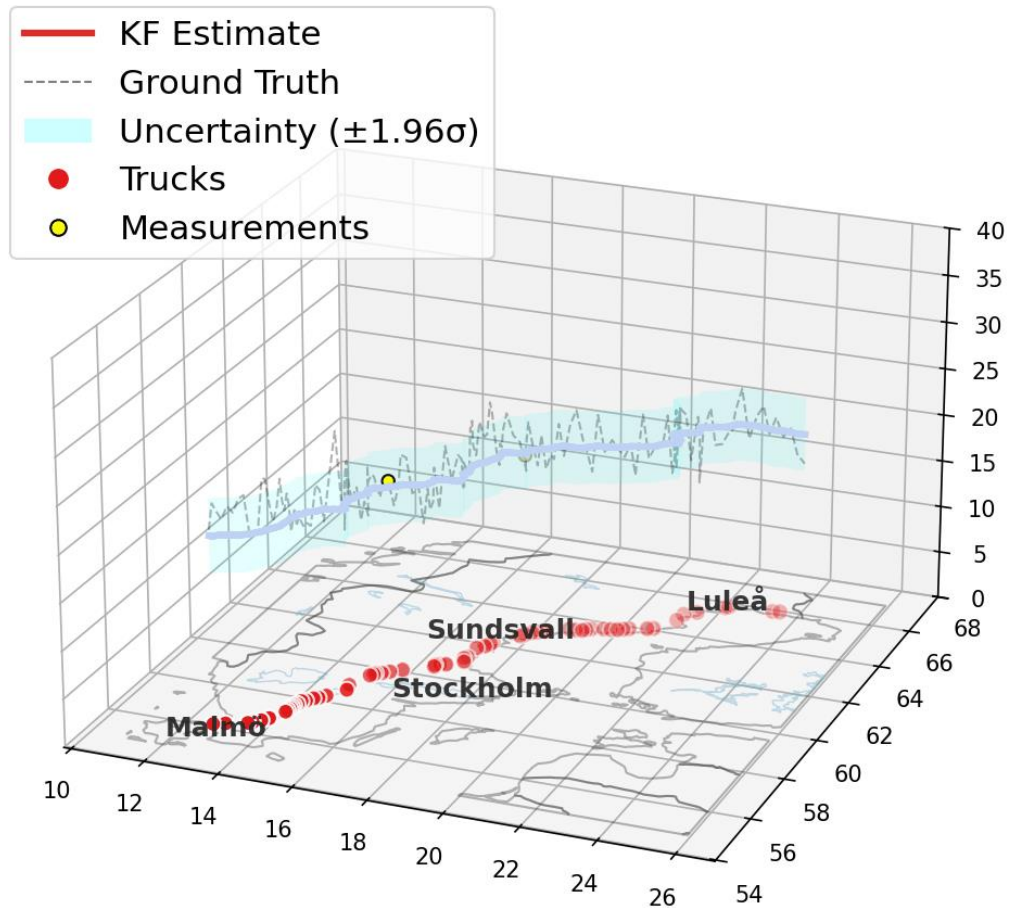 KF Estimate
Ground Truth
Uncertainty (±1.96σ)
Trucks
Measurements
40
35
30
25
20
15
10
5
0
Luleå
Sundsvall
Stockholm
Malmö
68
66
64
62
60
58
56
54
10
12
14
16
18
20
22
24
26